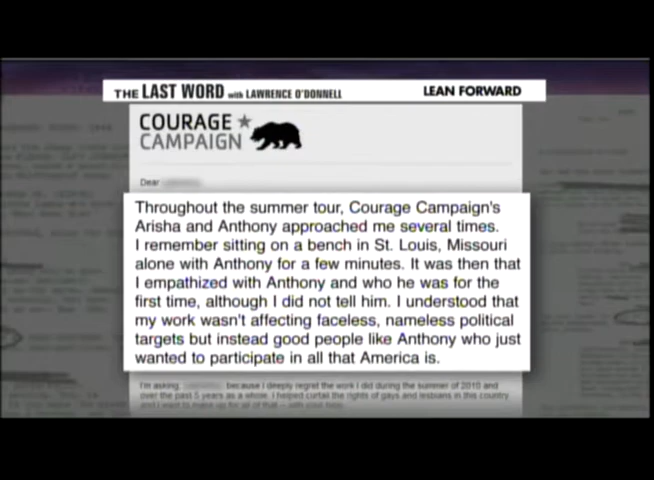 THE LAST WORD with LAWRENCE O'DONNELL LEAN FORWARD
COURAGE
CAMPAIGN
Dear
Throughout the summer tour, Courage Campaign's
Arisha and Anthony approached me several times.
I remember sitting on a bench in St. Louis, Missouri
alone with Anthony for a few minutes. It was then that
I empathized with Anthony and who he was for the
first time, although I did not tell him. I understood that
my work wasn't affecting faceless, nameless political
targets but instead good people like Anthony who just
wanted to participate in all that America is.
I'm asking because I deeply regret the work I did during the summer of 2010 and
over the past 5 years as a whole. I helped curtail the rights of gays and lesbians in this country
and I want to make up for all of that -- with your help.